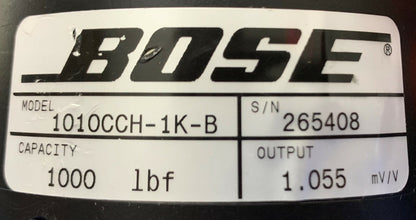 BOSE®
MODEL S/N
1010CCH-1K-B 265408
CAPACITY OUTPUT
1000 lbf 1.055 mV/V